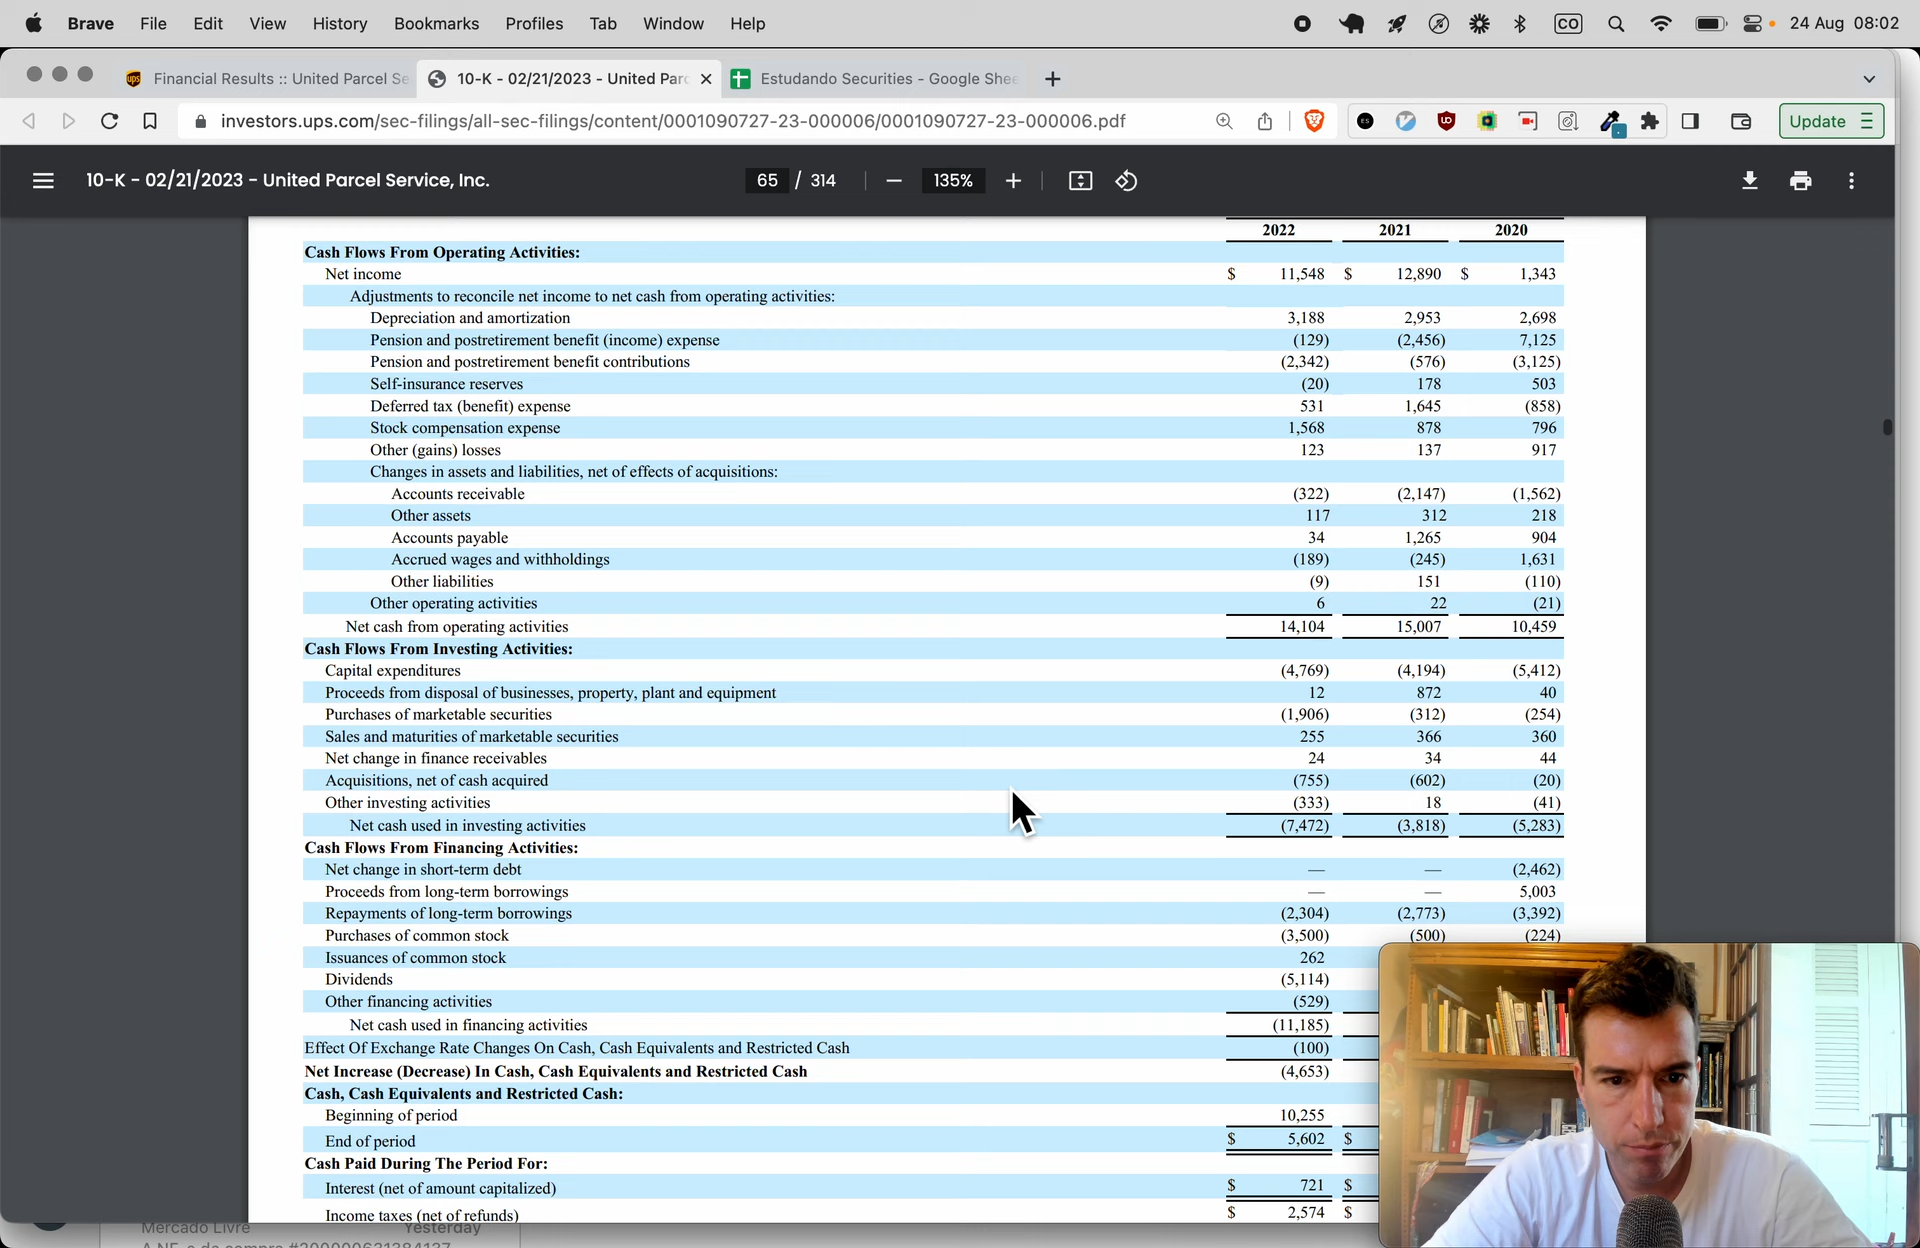 Brave File Edit View History Bookmarks Profiles Tab Window Help CO 24 Aug 08:02
ups Financial Results :: United Parcel Se 10-K - 02/21/2023 - United Parc Estudando Securities - Google Shee
investors.ups.com/sec-filings/all-sec-filings/content/0001090727-23-000006/0001090727-23-000006.pdf ES Update
10-K - 02/21/2023 - United Parcel Service, Inc. 65 / 314 135%
2022 2021 2020
Cash Flows From Operating Activities:
Net income $ 11,548 $ 12,890 $ 1,343
Adjustments to reconcile net income to net cash from operating activities:
Depreciation and amortization 3,188 2,953 2,698
Pension and postretirement benefit (income) expense (129) (2,456) 7,125
Pension and postretirement benefit contributions (2,342) (576) (3,125)
Self-insurance reserves (20) 178 503
Deferred tax (benefit) expense 531 1,645 (858)
Stock compensation expense 1,568 878 796
Other (gains) losses 123 137 917
Changes in assets and liabilities, net of effects of acquisitions:
Accounts receivable (322) (2,147) (1,562)
Other assets 117 312 218
Accounts payable 34 1,265 904
Accrued wages and withholdings (189) (245) 1,631
Other liabilities (9) 151 (110)
Other operating activities 6 22 (21)
Net cash from operating activities 14,104 15,007 10,459
Cash Flows From Investing Activities:
Capital expenditures (4,769) (4,194) (5,412)
Proceeds from disposal of businesses, property, plant and equipment 12 872 40
Purchases of marketable securities (1,906) (312) (254)
Sales and maturities of marketable securities 255 366 360
Net change in finance receivables 24 34 44
Acquisitions, net of cash acquired (755) (602) (20)
Other investing activities (333) 18 (41)
Net cash used in investing activities (7,472) (3,818) (5,283)
Cash Flows From Financing Activities:
Net change in short-term debt — — (2,462)
Proceeds from long-term borrowings — — 5,003
Repayments of long-term borrowings (2,304) (2,773) (3,392)
Purchases of common stock (3,500) (500) (224)
Issuances of common stock 262
Dividends (5,114)
Other financing activities (529)
Net cash used in financing activities (11,185)
Effect Of Exchange Rate Changes On Cash, Cash Equivalents and Restricted Cash (100)
Net Increase (Decrease) In Cash, Cash Equivalents and Restricted Cash (4,653)
Cash, Cash Equivalents and Restricted Cash:
Beginning of period 10,255
End of period $ 5,602 $
Cash Paid During The Period For:
Interest (net of amount capitalized) $ 721 $
Income taxes (net of refunds) $ 2,574 $
Mercado Livre Yesterday